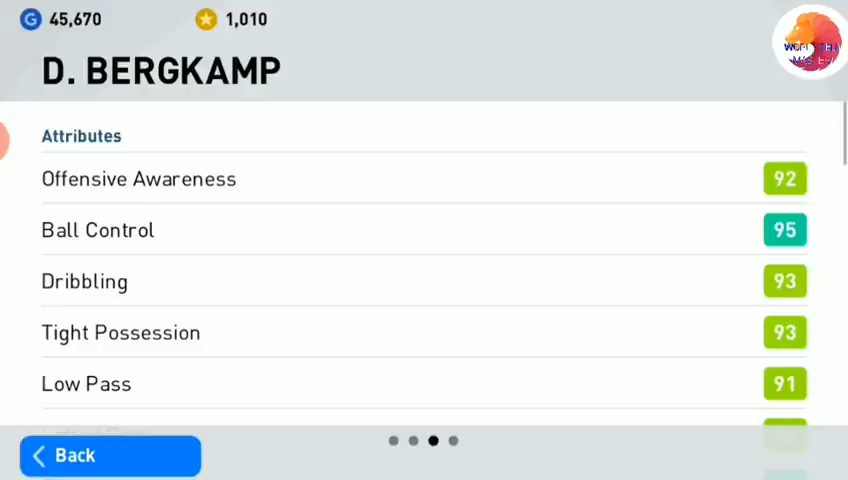 G 45,670 1,010
D. BERGKAMP
Attributes
Offensive Awareness 92
Ball Control 95
Dribbling 93
Tight Possession 93
Low Pass 91
Back